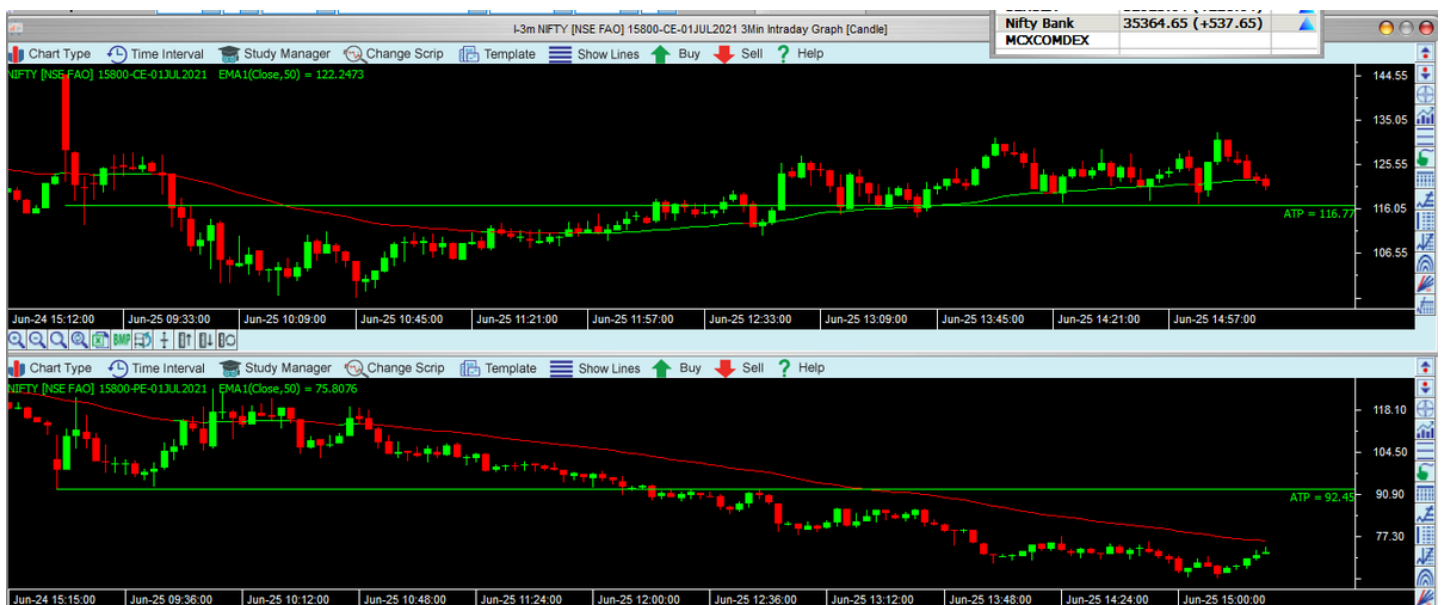 Nifty Bank 35364.65 (+537.65)
MCXCOMDEX
I-3m NIFTY [NSE FAO] 15800-CE-01JUL2021 3Min Intraday Graph [Candle]
Chart Type Time Interval Study Manager Change Scrip Template Show Lines Buy Sell Help
NIFTY [NSE FAO] 15800-CE-01JUL2021 EMA1(Close,50) = 122.2473
144.55
135.05
125.55
116.05
ATP = 116.77
106.55
Jun-24 15:12:00 Jun-25 09:33:00 Jun-25 10:09:00 Jun-25 10:45:00 Jun-25 11:21:00 Jun-25 11:57:00 Jun-25 12:33:00 Jun-25 13:09:00 Jun-25 13:45:00 Jun-25 14:21:00 Jun-25 14:57:00
BMP
Chart Type Time Interval Study Manager Change Scrip Template Show Lines Buy Sell Help
NIFTY [NSE FAO] 15800-PE-01JUL2021 EMA1(Close,50) = 75.8076
118.10
104.50
90.90
ATP = 92.45
77.30
Jun-24 15:15:00 Jun-25 09:36:00 Jun-25 10:12:00 Jun-25 10:48:00 Jun-25 11:24:00 Jun-25 12:00:00 Jun-25 12:36:00 Jun-25 13:12:00 Jun-25 13:48:00 Jun-25 14:24:00 Jun-25 15:00:00